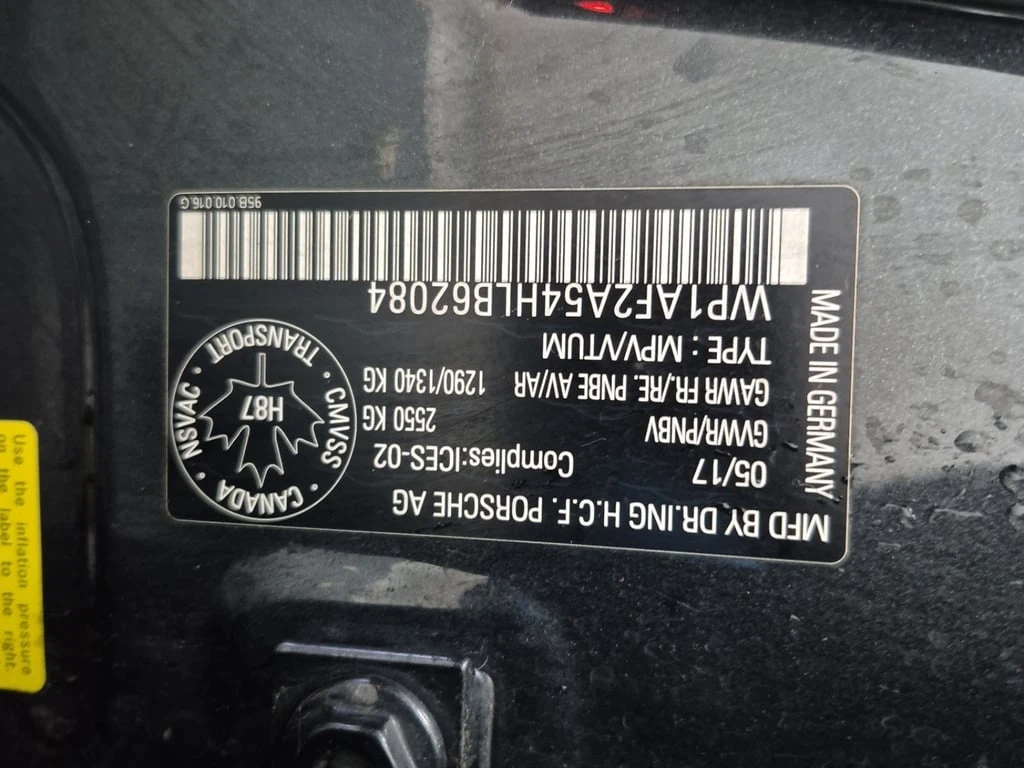 MFD BY DR.ING H.C.F. PORSCHE AG
05/17 Complies:ICES-02
GVWR/PNBV 2550 KG
GAWR FR./RE. PNBE AV/AR 1290/1340 KG
TYPE : MPV/VTUM
WP1AF2A54HLB62084
95B.010.016.G
MADE IN GERMANY
CANADA · NSVAC · TRANSPORT · CMVSS ·
H87
Use the inflation pressure
on the label to the right.